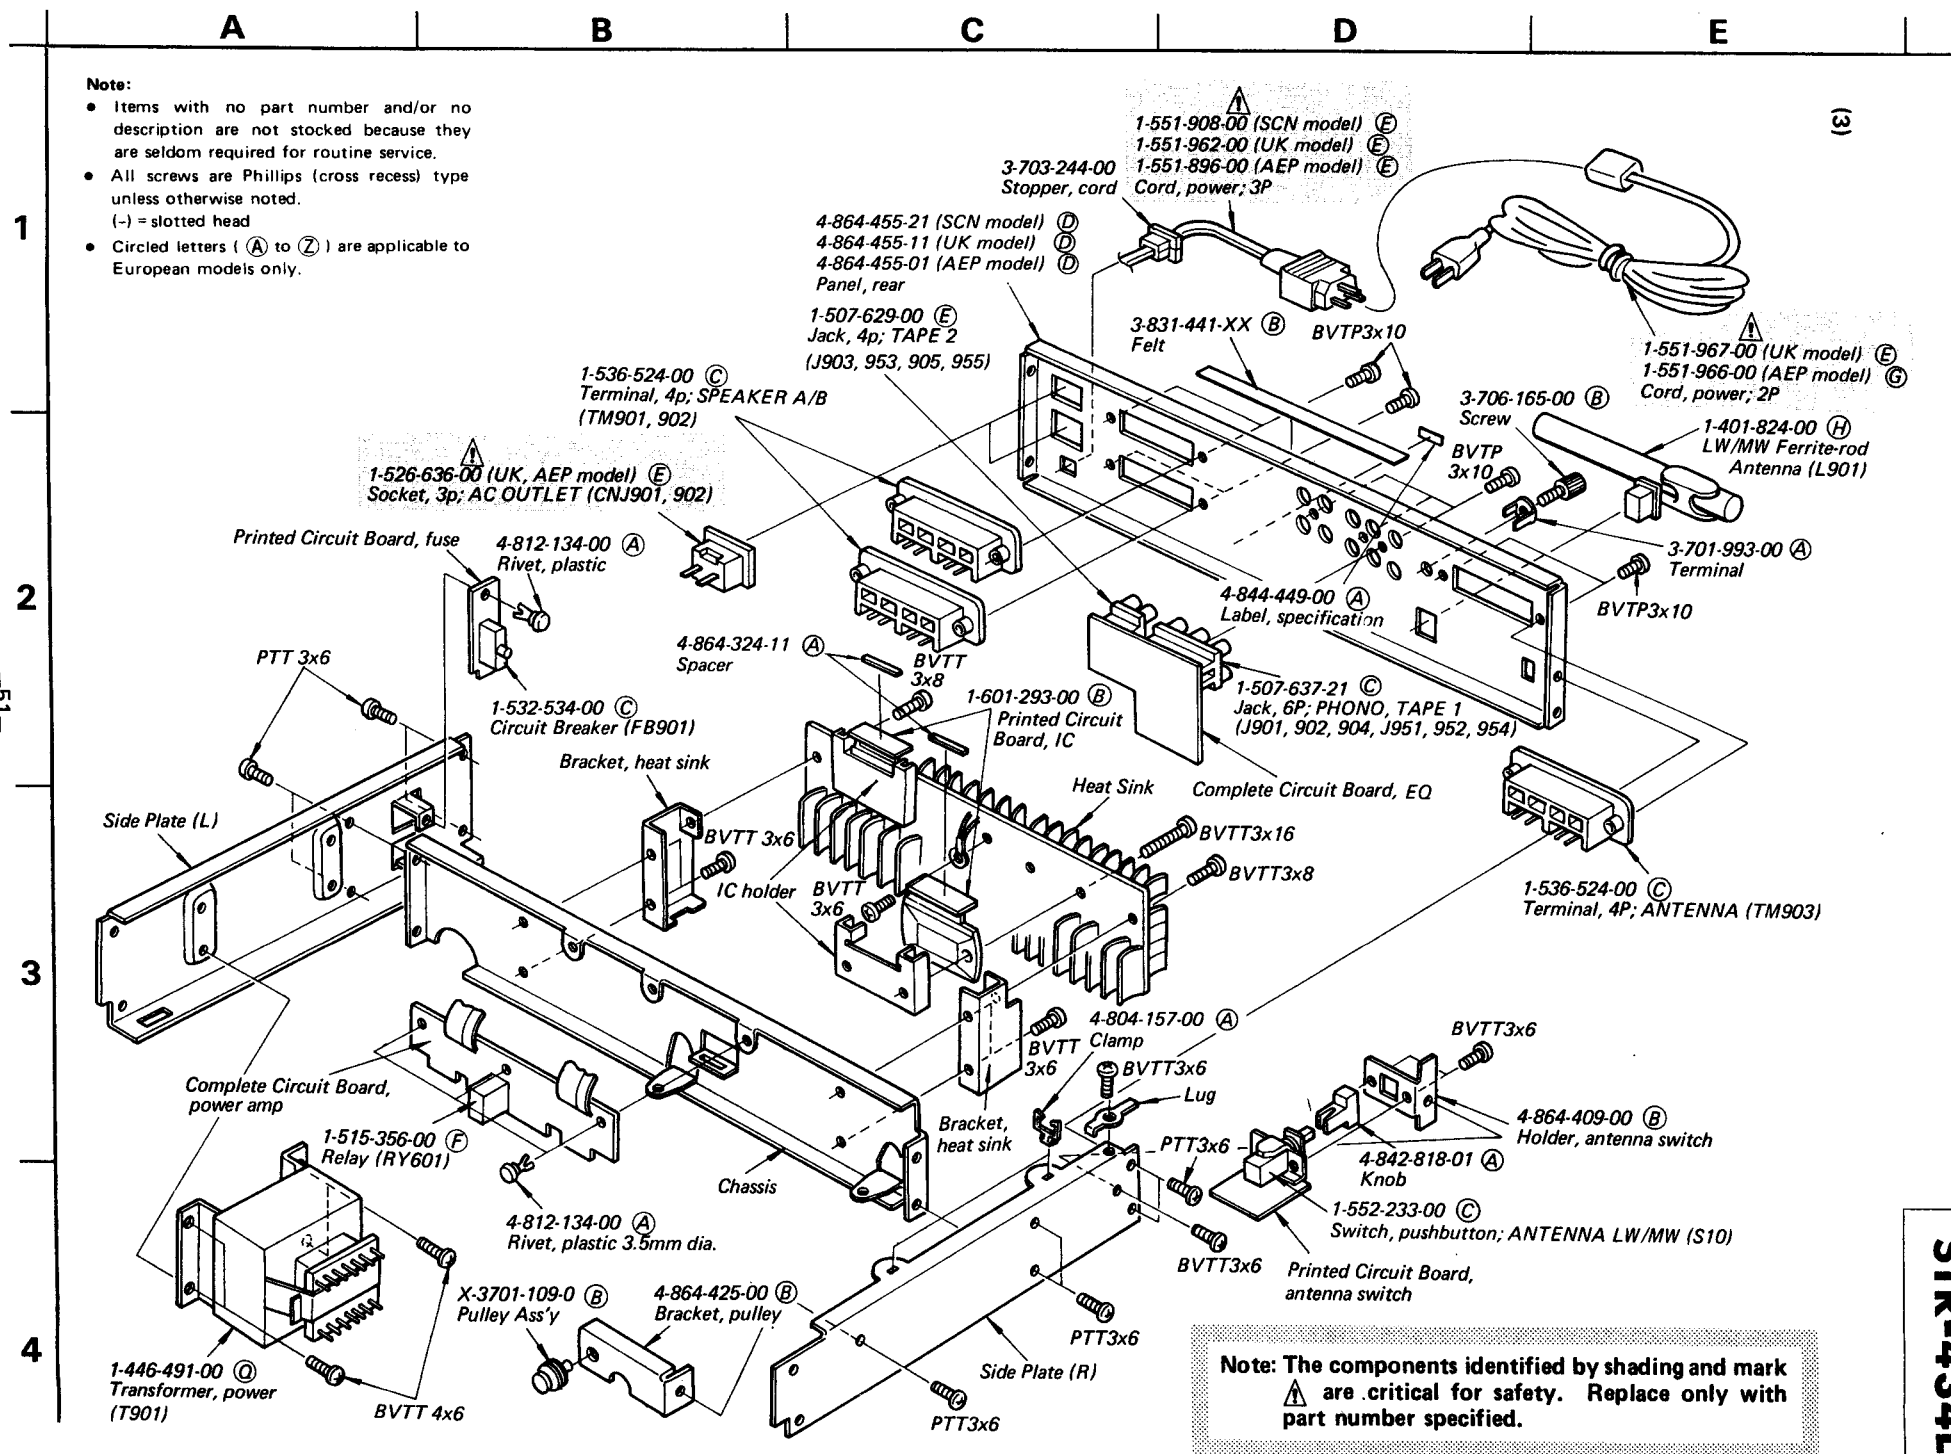 A B C D E
Note:
● Items with no part number and/or no
description are not stocked because they
are seldom required for routine service.
● All screws are Phillips (cross recess) type
unless otherwise noted.
(-) = slotted head
● Circled letters ( Ⓐ to Ⓩ ) are applicable to
European models only.
(3)
1
2
3
4
51
1-551-908-00 (SCN model) Ⓔ
1-551-962-00 (UK model) Ⓔ
1-551-896-00 (AEP model) Ⓔ
Cord, power; 3P
3-703-244-00
Stopper, cord
4-864-455-21 (SCN model) Ⓓ
4-864-455-11 (UK model) Ⓓ
4-864-455-01 (AEP model) Ⓓ
Panel, rear
1-507-629-00 Ⓔ
Jack, 4p; TAPE 2
(J903, 953, 905, 955)
3-831-441-XX Ⓑ
Felt
BVTP3x10
1-551-967-00 (UK model) Ⓔ
1-551-966-00 (AEP model) Ⓖ
Cord, power; 2P
1-536-524-00 Ⓒ
Terminal, 4p; SPEAKER A/B
(TM901, 902)
3-706-165-00 Ⓑ
Screw
1-401-824-00 Ⓗ
LW/MW Ferrite-rod
Antenna (L901)
BVTP
3x10
1-526-636-00 (UK, AEP model) Ⓔ
Socket, 3p; AC OUTLET (CNJ901, 902)
Printed Circuit Board, fuse
4-812-134-00 Ⓐ
Rivet, plastic
3-701-993-00 Ⓐ
Terminal
BVTP3x10
4-844-449-00 Ⓐ
Label, specification
4-864-324-11 Ⓐ
Spacer
BVTT
3x8
PTT 3x6
1-532-534-00 Ⓒ
Circuit Breaker (FB901)
1-601-293-00 Ⓑ
Printed Circuit
Board, IC
1-507-637-21 Ⓒ
Jack, 6P; PHONO, TAPE 1
(J901, 902, 904, J951, 952, 954)
Bracket, heat sink
Heat Sink
Complete Circuit Board, EQ
Side Plate (L)
BVTT 3x6
BVTT3x16
BVTT3x8
IC holder
BVTT
3x6
1-536-524-00 Ⓒ
Terminal, 4P; ANTENNA (TM903)
4-804-157-00 Ⓐ
Clamp
BVTT
3x6
BVTT3x6
BVTT3x6
Lug
Complete Circuit Board,
power amp
1-515-356-00 Ⓕ
Relay (RY601)
Bracket,
heat sink
PTT3x6
4-864-409-00 Ⓑ
Holder, antenna switch
4-842-818-01 Ⓐ
Knob
Chassis
4-812-134-00 Ⓐ
Rivet, plastic 3.5mm dia.
1-552-233-00 Ⓒ
Switch, pushbutton; ANTENNA LW/MW (S10)
BVTT3x6
Printed Circuit Board,
antenna switch
X-3701-109-0 Ⓑ
Pulley Ass'y
4-864-425-00 Ⓑ
Bracket, pulley
PTT3x6
1-446-491-00 Ⓠ
Transformer, power
(T901)
BVTT 4x6
Side Plate (R)
PTT3x6
Note: The components identified by shading and mark
⚠ are critical for safety. Replace only with
part number specified.